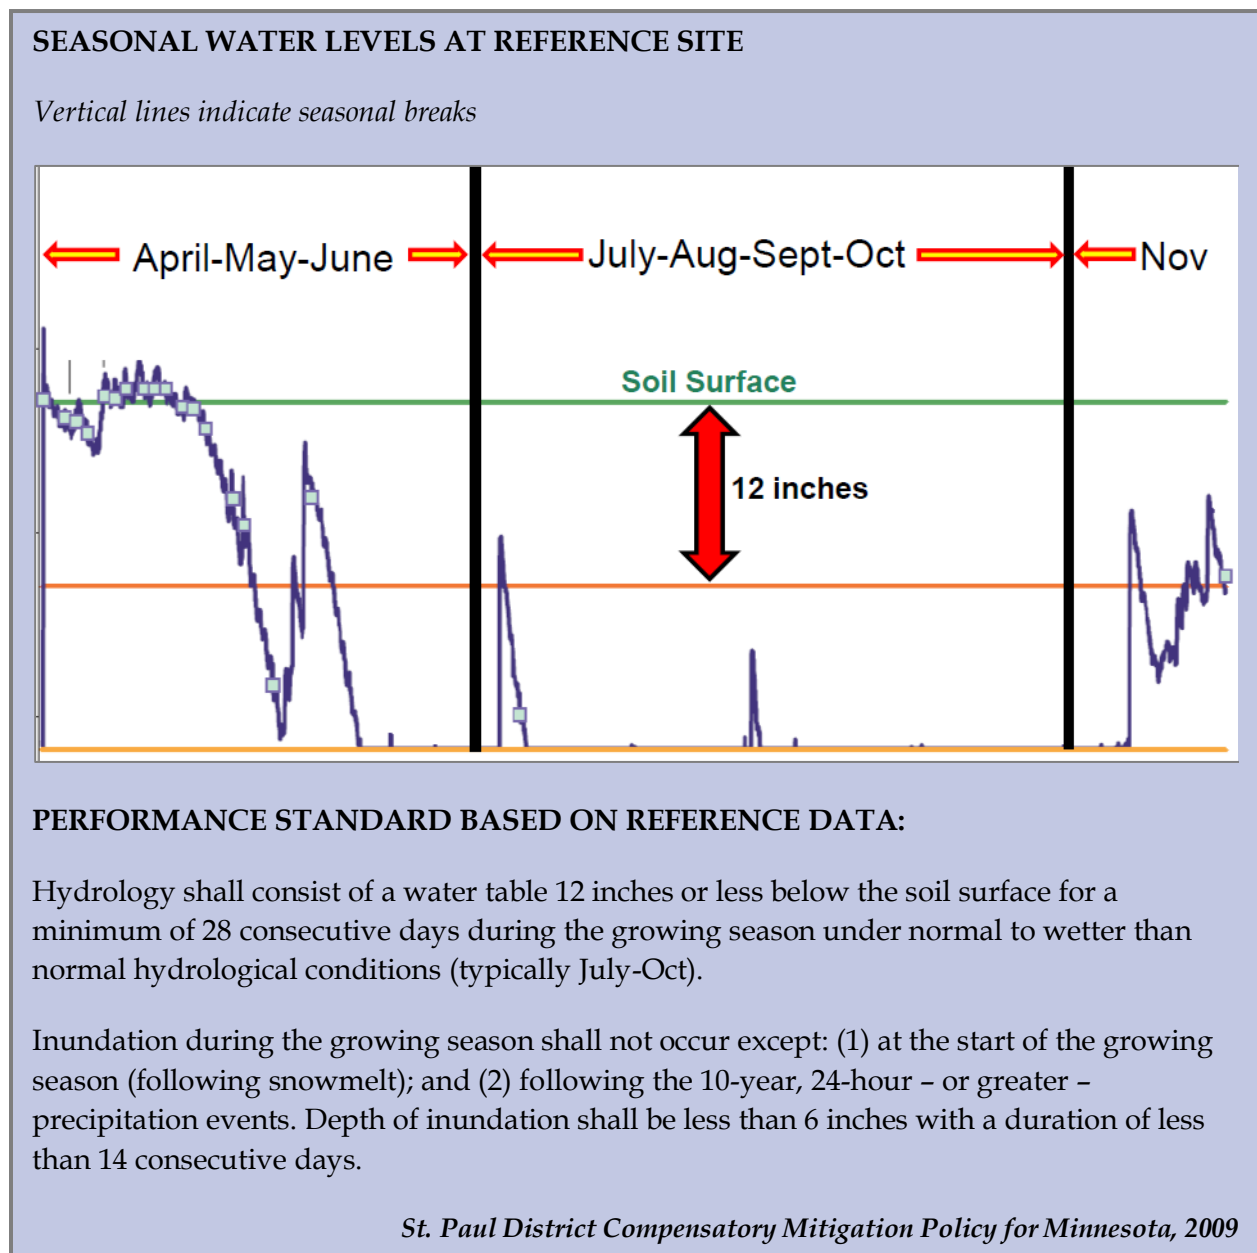 SEASONAL WATER LEVELS AT REFERENCE SITE
Vertical lines indicate seasonal breaks
April-May-June
July-Aug-Sept-Oct
Nov
Soil Surface
12 inches
PERFORMANCE STANDARD BASED ON REFERENCE DATA:
Hydrology shall consist of a water table 12 inches or less below the soil surface for a
minimum of 28 consecutive days during the growing season under normal to wetter than
normal hydrological conditions (typically July-Oct).
Inundation during the growing season shall not occur except: (1) at the start of the growing
season (following snowmelt); and (2) following the 10-year, 24-hour – or greater –
precipitation events. Depth of inundation shall be less than 6 inches with a duration of less
than 14 consecutive days.
St. Paul District Compensatory Mitigation Policy for Minnesota, 2009